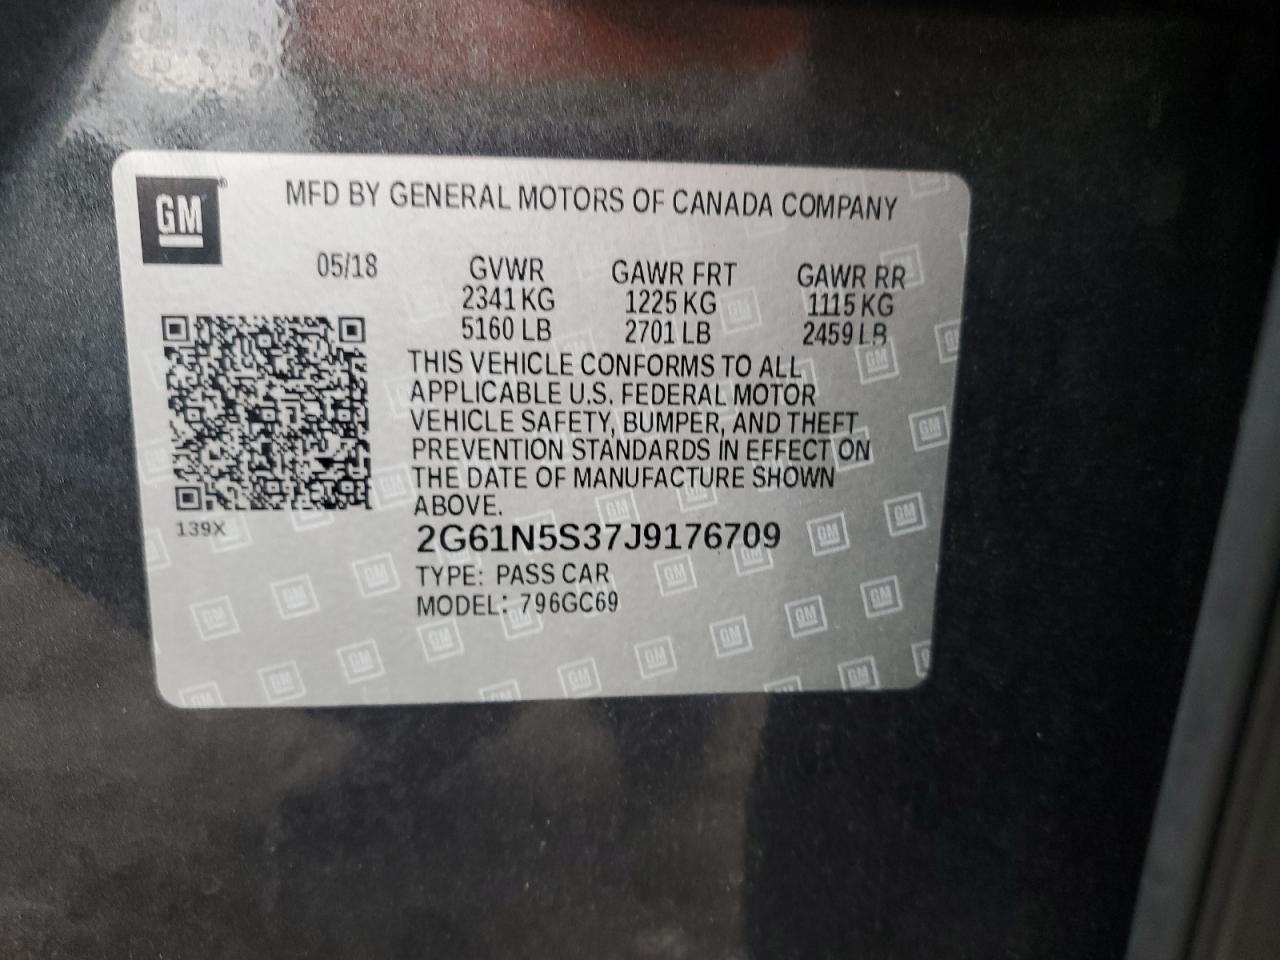 GM
MFD BY GENERAL MOTORS OF CANADA COMPANY
05/18 GVWR GAWR FRT GAWR RR
2341 KG 1225 KG 1115 KG
5160 LB 2701 LB 2459 LB
THIS VEHICLE CONFORMS TO ALL
APPLICABLE U.S. FEDERAL MOTOR
VEHICLE SAFETY, BUMPER, AND THEFT
PREVENTION STANDARDS IN EFFECT ON
THE DATE OF MANUFACTURE SHOWN
ABOVE.
139X
2G61N5S37J9176709
TYPE: PASS CAR
MODEL: 796GC69